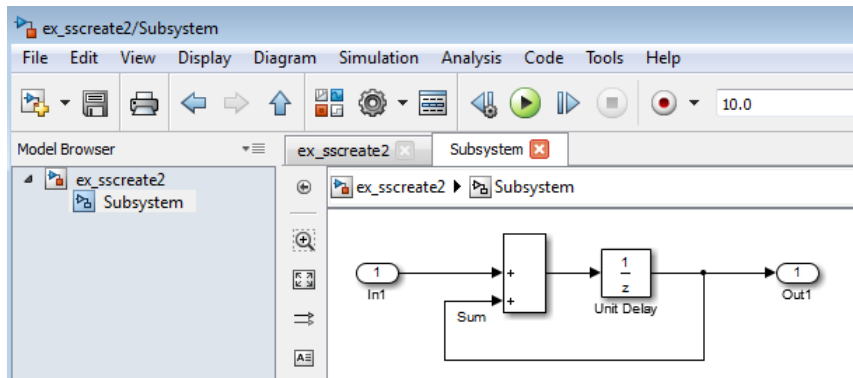 ex_sscreate2/Subsystem
File Edit View Display Diagram Simulation Analysis Code Tools Help
10.0
Model Browser
ex_sscreate2 Subsystem
ex_sscreate2
Subsystem
ex_sscreate2 Subsystem
1
In1
+
+
Sum
1
z
Unit Delay
1
Out1
A